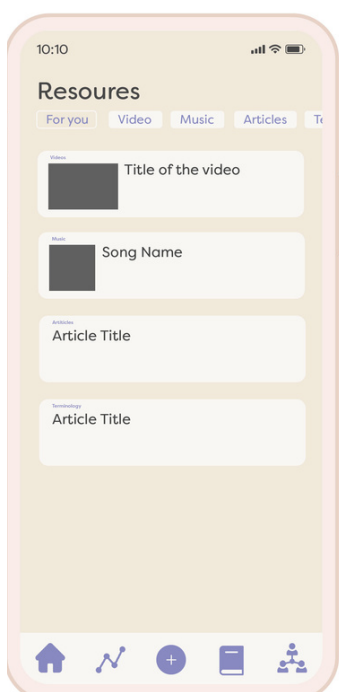 10:10
Resoures
For you Video Music Articles Te
Videos
Title of the video
Music
Song Name
Articles
Article Title
Terminology
Article Title